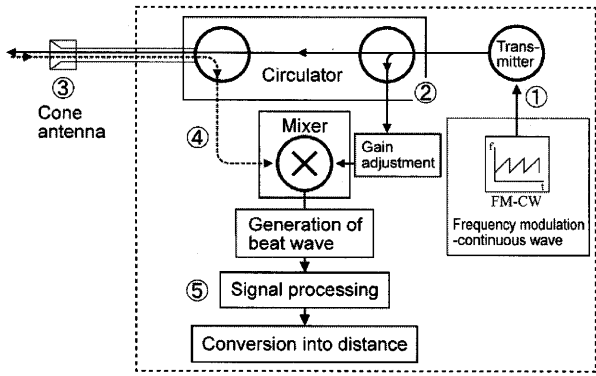 Trans-
mitter
Circulator
②
①
③
Cone
antenna
④
Mixer
Gain
adjustment
f
t
FM-CW
Frequency modulation
-continuous wave
Generation of
beat wave
⑤ Signal processing
Conversion into distance